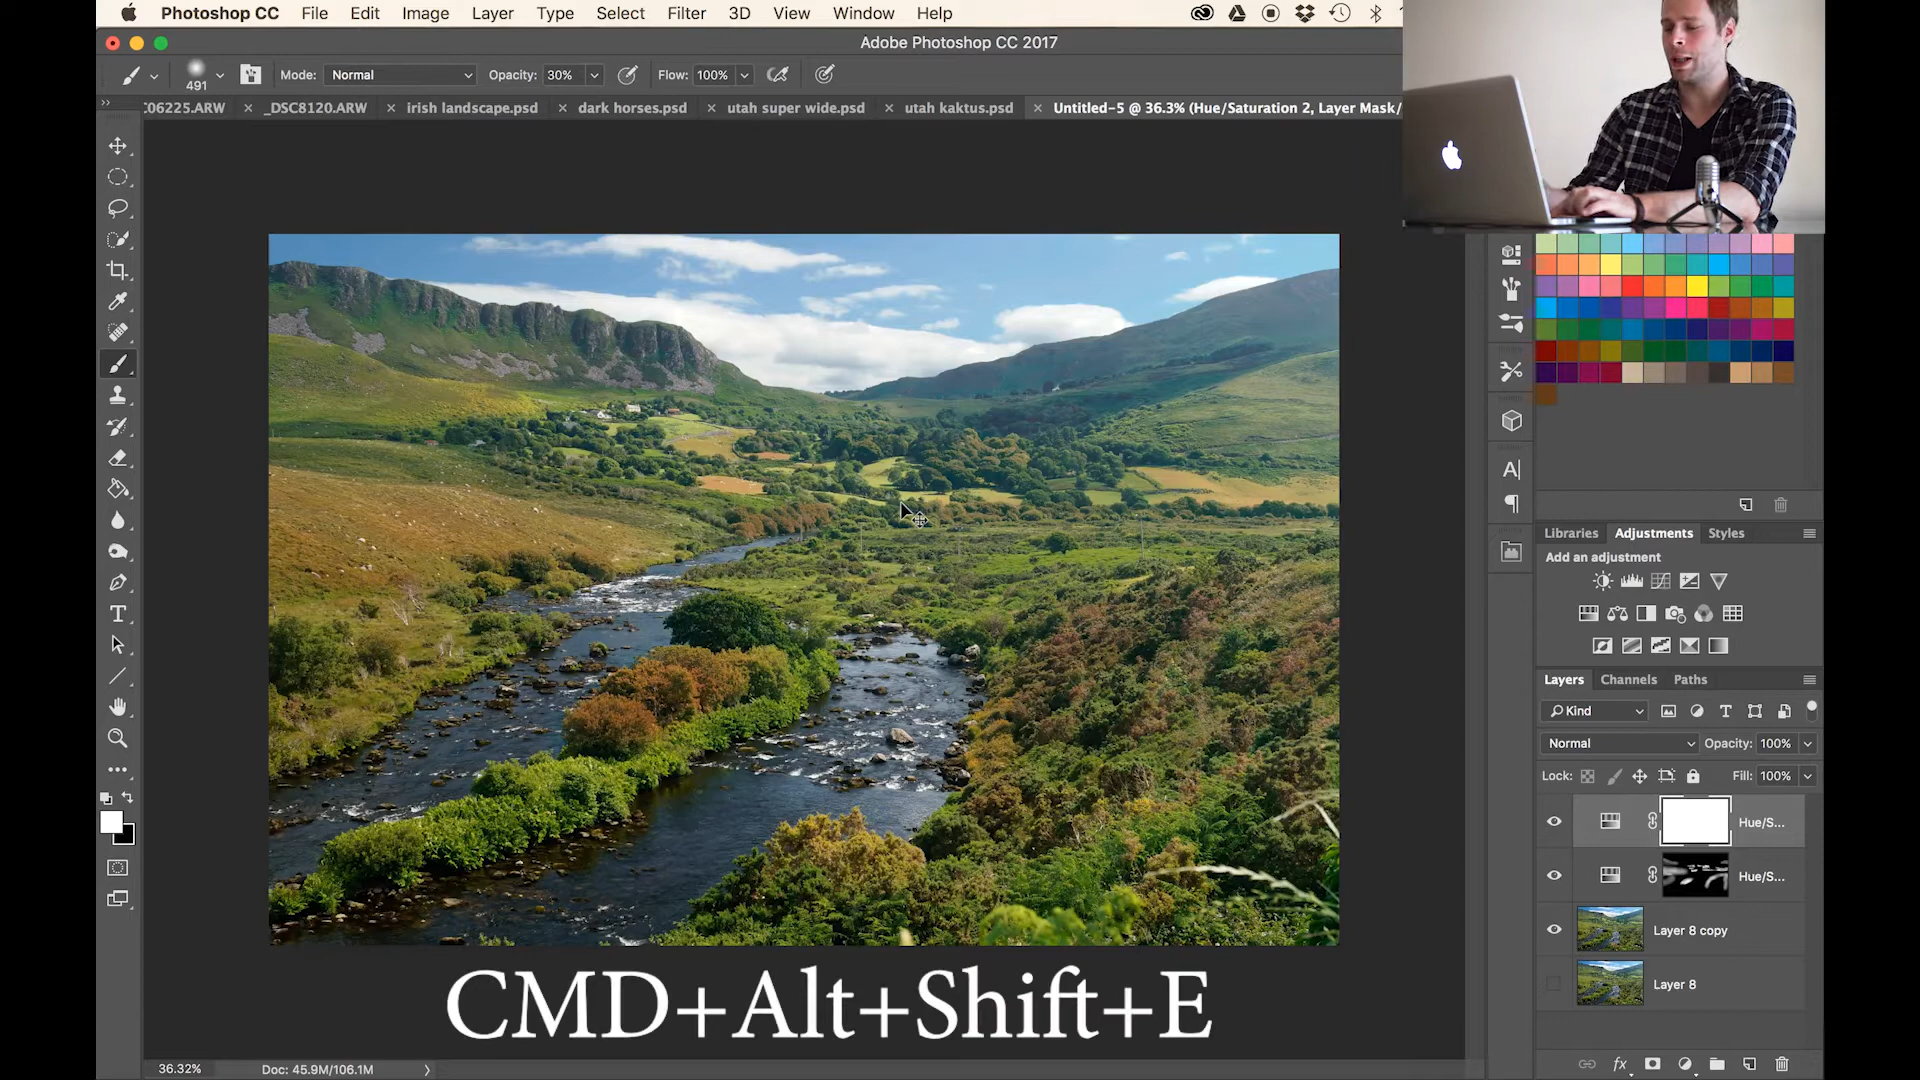 Photoshop CC File Edit Image Layer Type Select Filter 3D View Window Help
Adobe Photoshop CC 2017
491 Mode: Normal Opacity: 30% Flow: 100%
C06225.ARW _DSC8120.ARW irish landscape.psd dark horses.psd utah super wide.psd utah kaktus.psd Untitled-5 @ 36.3% (Hue/Saturation 2, Layer Mask/
Libraries Adjustments Styles
Add an adjustment
Layers Channels Paths
Kind
Normal Opacity: 100%
Lock: Fill: 100%
Hue/S...
Hue/S...
Layer 8 copy
Layer 8
CMD+Alt+Shift+E
36.32% Doc: 45.9M/106.1M